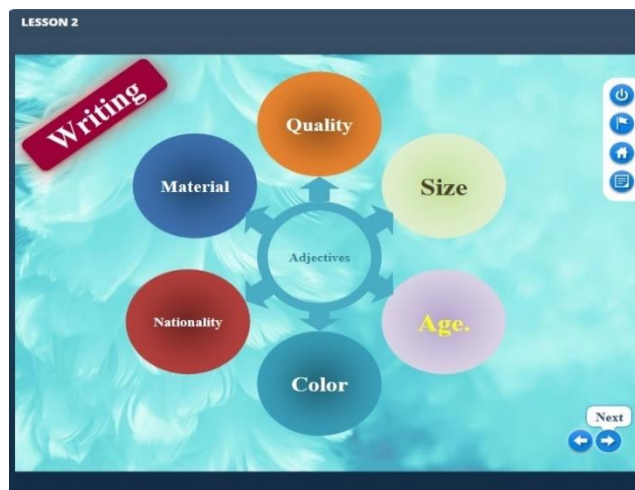 LESSON 2
Writing
Quality
Material
Size
Adjectives
Nationality
Age.
Color
Next